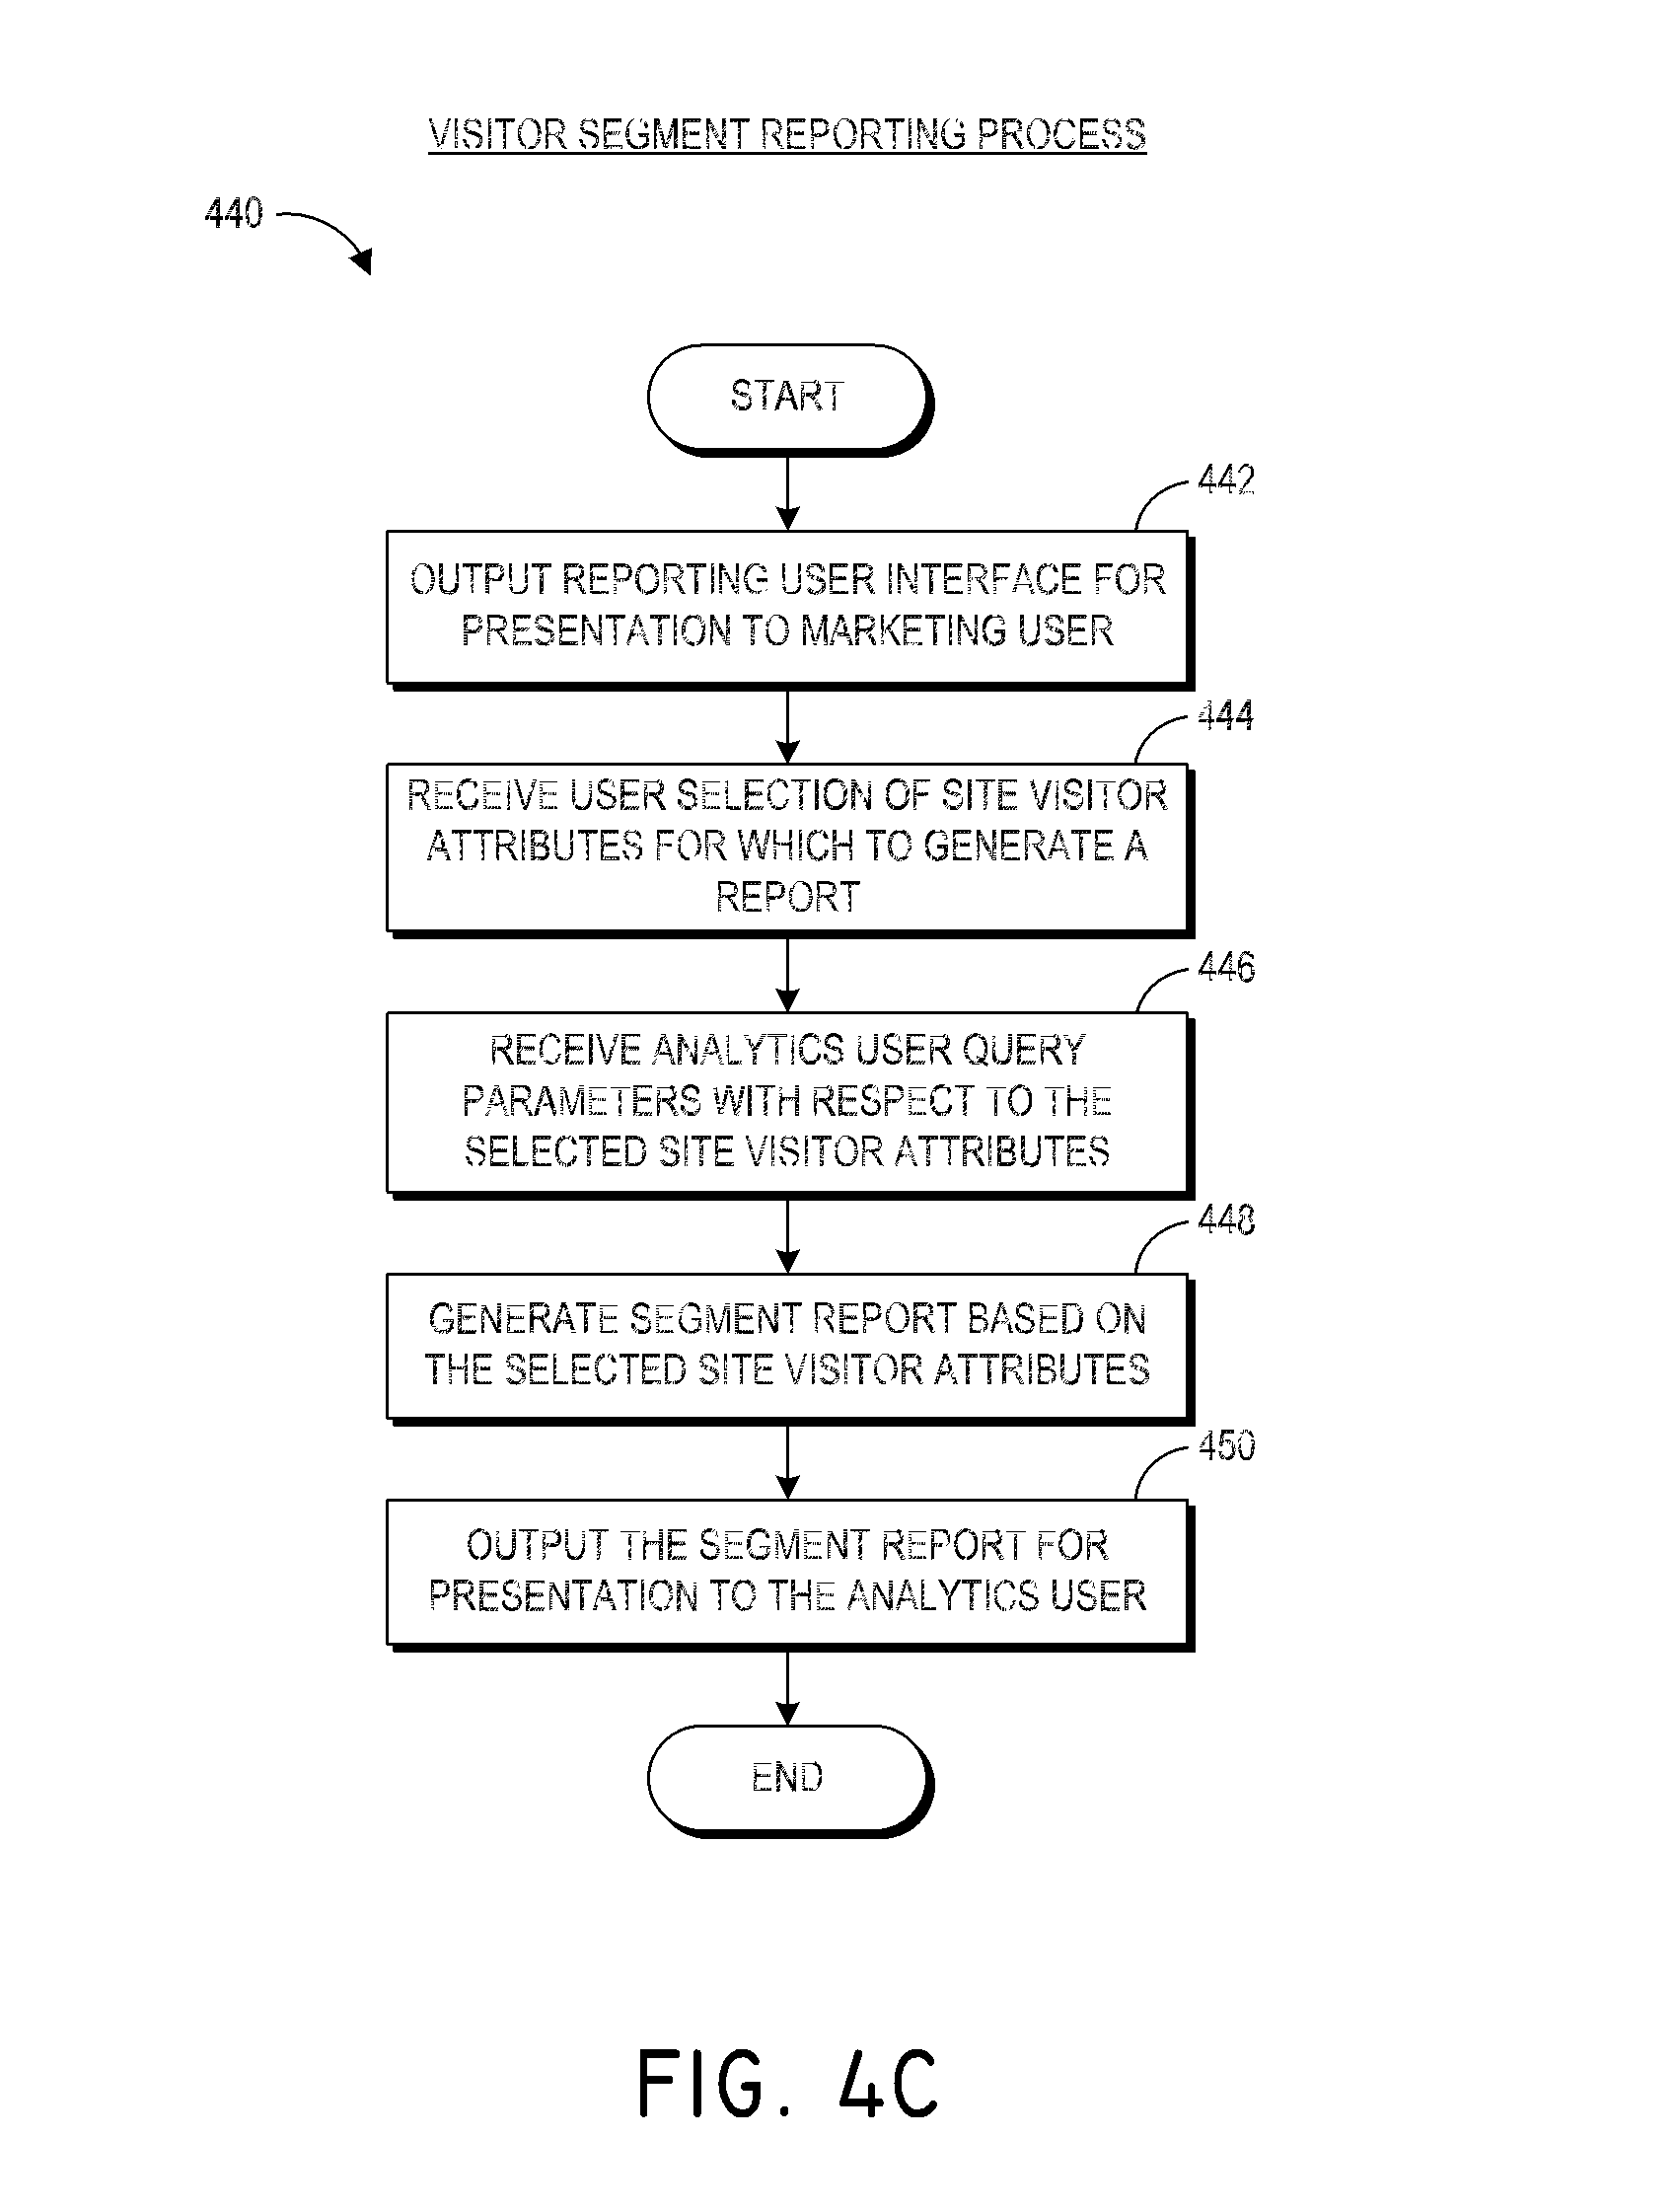 VISITOR SEGMENT REPORTING PROCESS
440
START
442
OUTPUT REPORTING USER INTERFACE FOR
PRESENTATION TO MARKETING USER
444
RECEIVE USER SELECTION OF SITE VISITOR
ATTRIBUTES FOR WHICH TO GENERATE A
REPORT
446
RECEIVE ANALYTICS USER QUERY
PARAMETERS WITH RESPECT TO THE
SELECTED SITE VISITOR ATTRIBUTES
448
GENERATE SEGMENT REPORT BASED ON
THE SELECTED SITE VISITOR ATTRIBUTES
450
OUTPUT THE SEGMENT REPORT FOR
PRESENTATION TO THE ANALYTICS USER
END
FIG. 4C